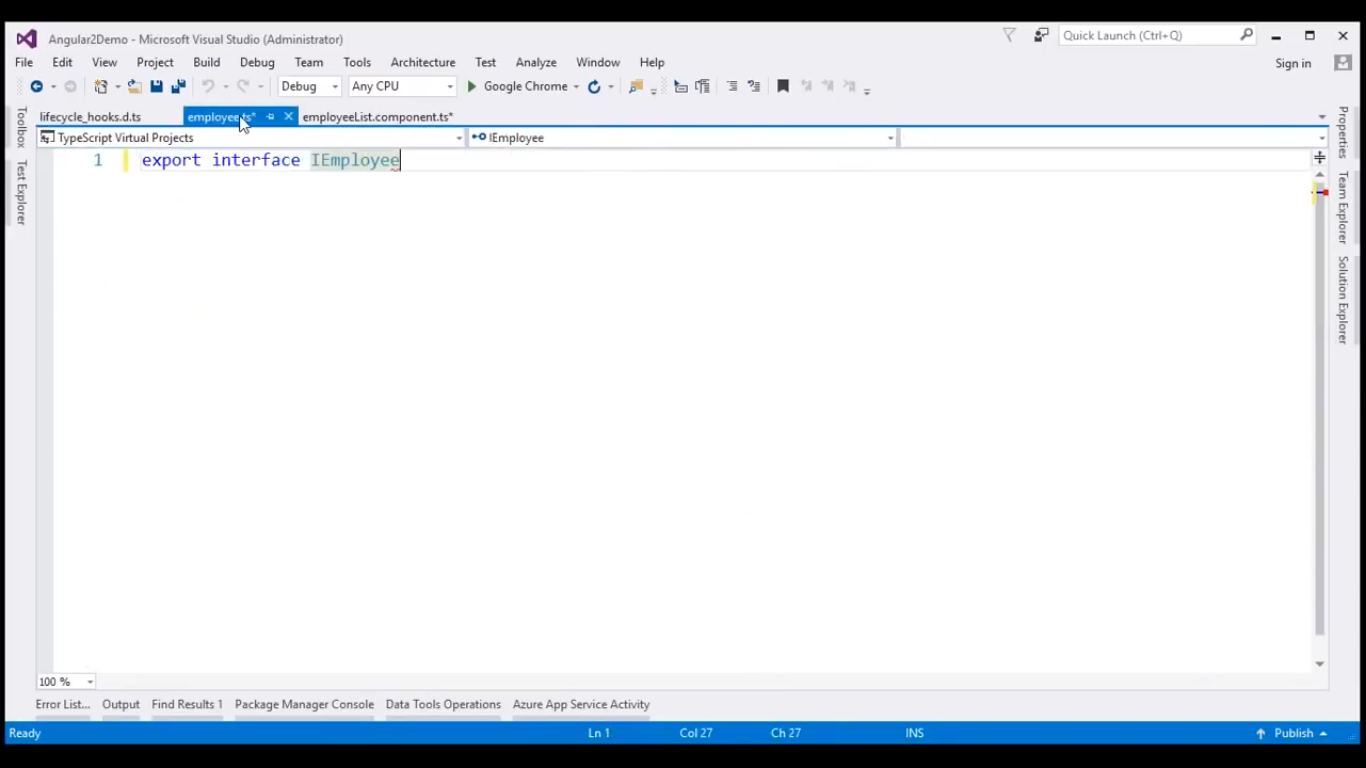 Angular2Demo - Microsoft Visual Studio (Administrator)
Quick Launch (Ctrl+Q)
File Edit View Project Build Debug Team Tools Architecture Test Analyze Window Help
Sign in
Debug Any CPU Google Chrome
lifecycle_hooks.d.ts employee.ts* employeeList.component.ts*
TypeScript Virtual Projects IEmployee
1 export interface IEmployee
Toolbox
Test Explorer
Properties
Team Explorer
Solution Explorer
100 %
Error List... Output Find Results 1 Package Manager Console Data Tools Operations Azure App Service Activity
Ready Ln 1 Col 27 Ch 27 INS Publish